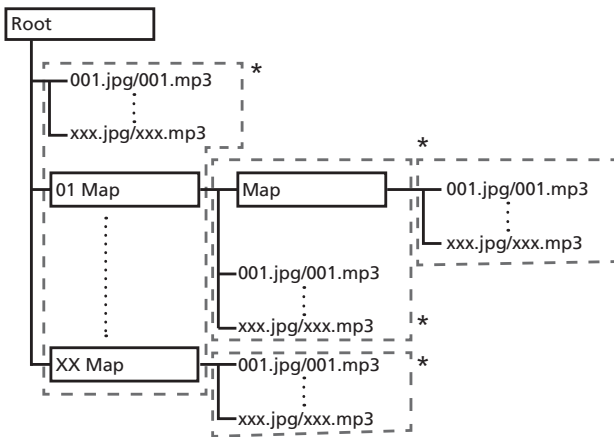 Root
001.jpg/001.mp3 *
xxx.jpg/xxx.mp3
*
01 Map Map 001.jpg/001.mp3
xxx.jpg/xxx.mp3
001.jpg/001.mp3
xxx.jpg/xxx.mp3 *
XX Map 001.jpg/001.mp3 *
xxx.jpg/xxx.mp3